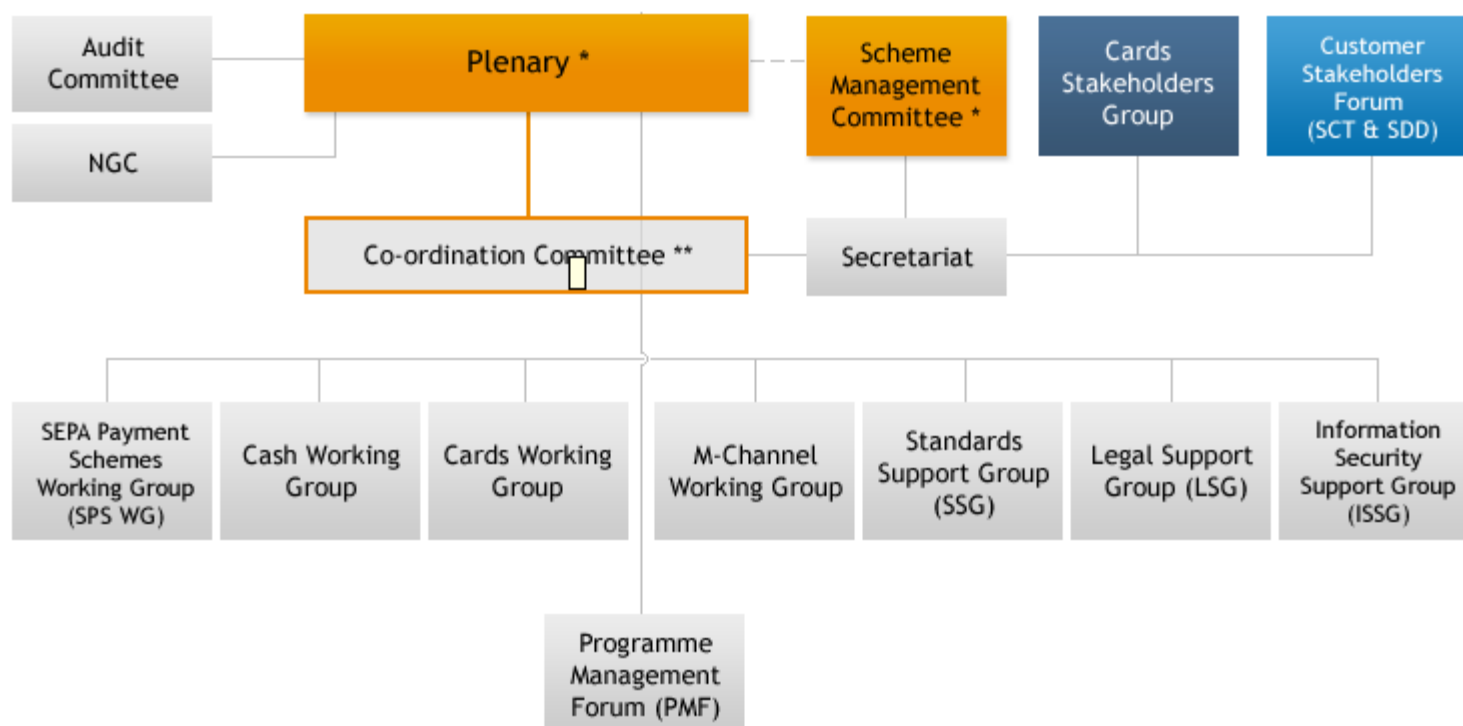 Audit
Committee
Plenary *
Scheme
Management
Committee *
Cards
Stakeholders
Group
Customer
Stakeholders
Forum
(SCT & SDD)
NGC
Co-ordination Committee **
Secretariat
SEPA Payment
Schemes
Working Group
(SPS WG)
Cash Working
Group
Cards Working
Group
M-Channel
Working Group
Standards
Support Group
(SSG)
Legal Support
Group (LSG)
Information
Security
Support Group
(ISSG)
Programme
Management
Forum (PMF)